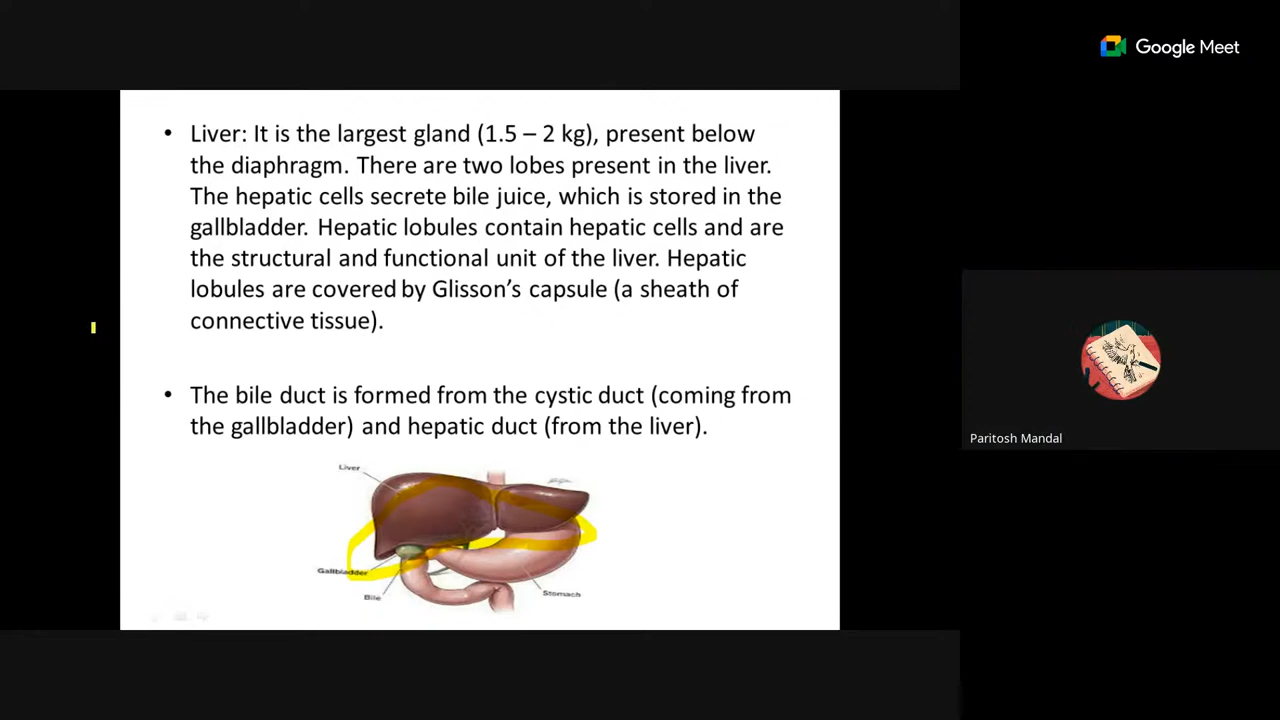 Google Meet
• Liver: It is the largest gland (1.5 – 2 kg), present below
the diaphragm. There are two lobes present in the liver.
The hepatic cells secrete bile juice, which is stored in the
gallbladder. Hepatic lobules contain hepatic cells and are
the structural and functional unit of the liver. Hepatic
lobules are covered by Glisson’s capsule (a sheath of
connective tissue).
• The bile duct is formed from the cystic duct (coming from
the gallbladder) and hepatic duct (from the liver).
Liver
Gallbladder
Bile
Stomach
Paritosh Mandal